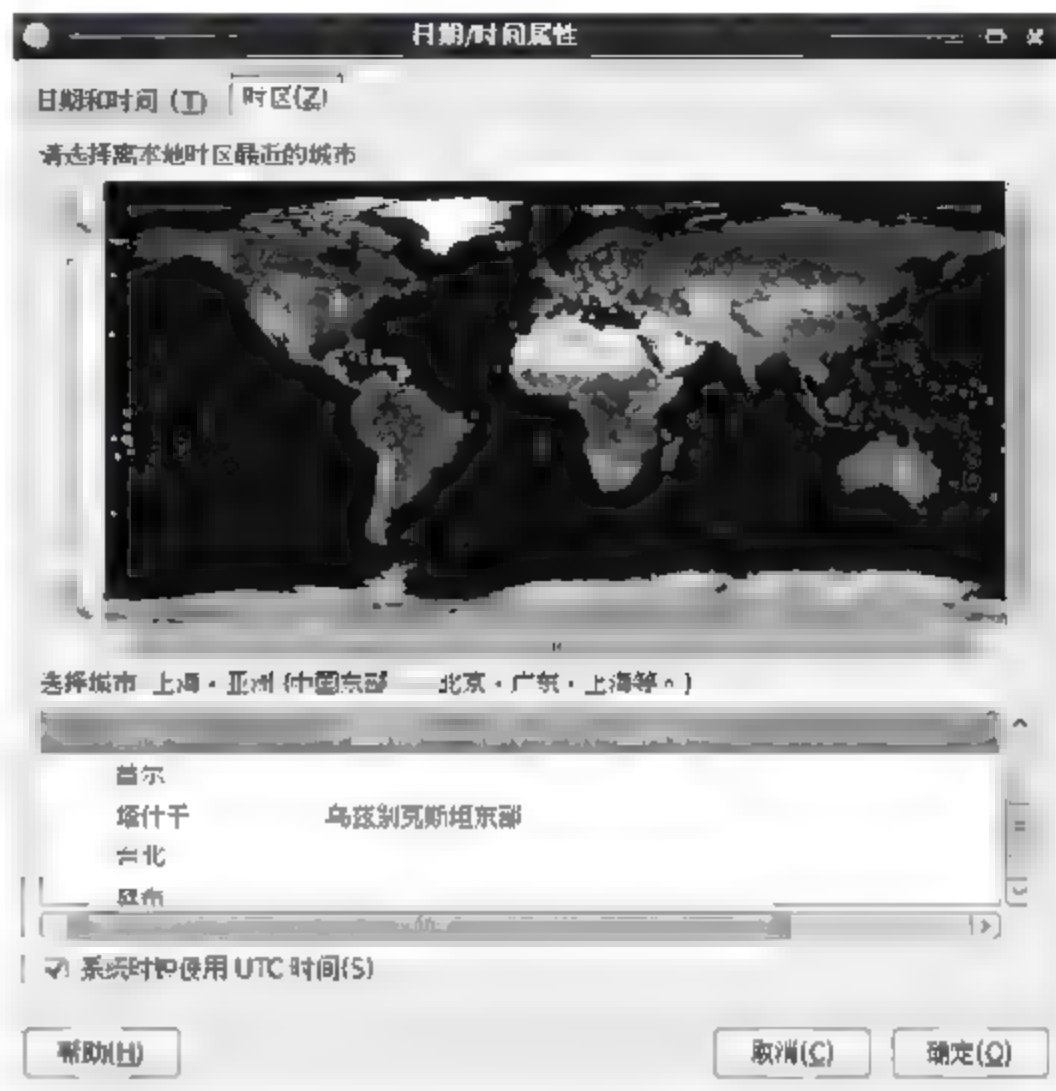 日期/时间属性
日期和时间 (T) 时区(Z)
请选择离本地时区最近的城市
选择城市 上海·亚洲 (中国东部 北京·广东·上海等。)
首尔
塔什干 乌兹别克斯坦东部
台北
系统时钟使用 UTC 时间(S)
帮助(H) 取消(C) 确定(O)